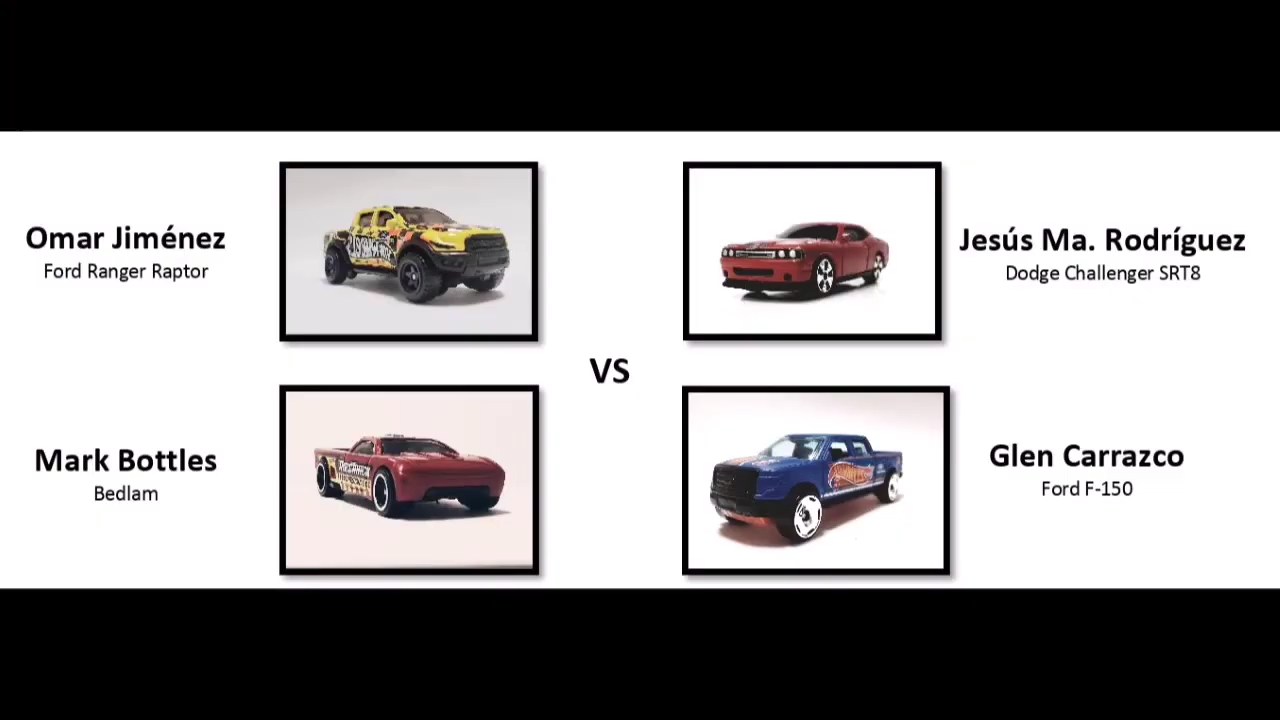 Omar Jiménez
Ford Ranger Raptor
Jesús Ma. Rodríguez
Dodge Challenger SRT8
VS
Mark Bottles
Bedlam
Glen Carrazco
Ford F-150